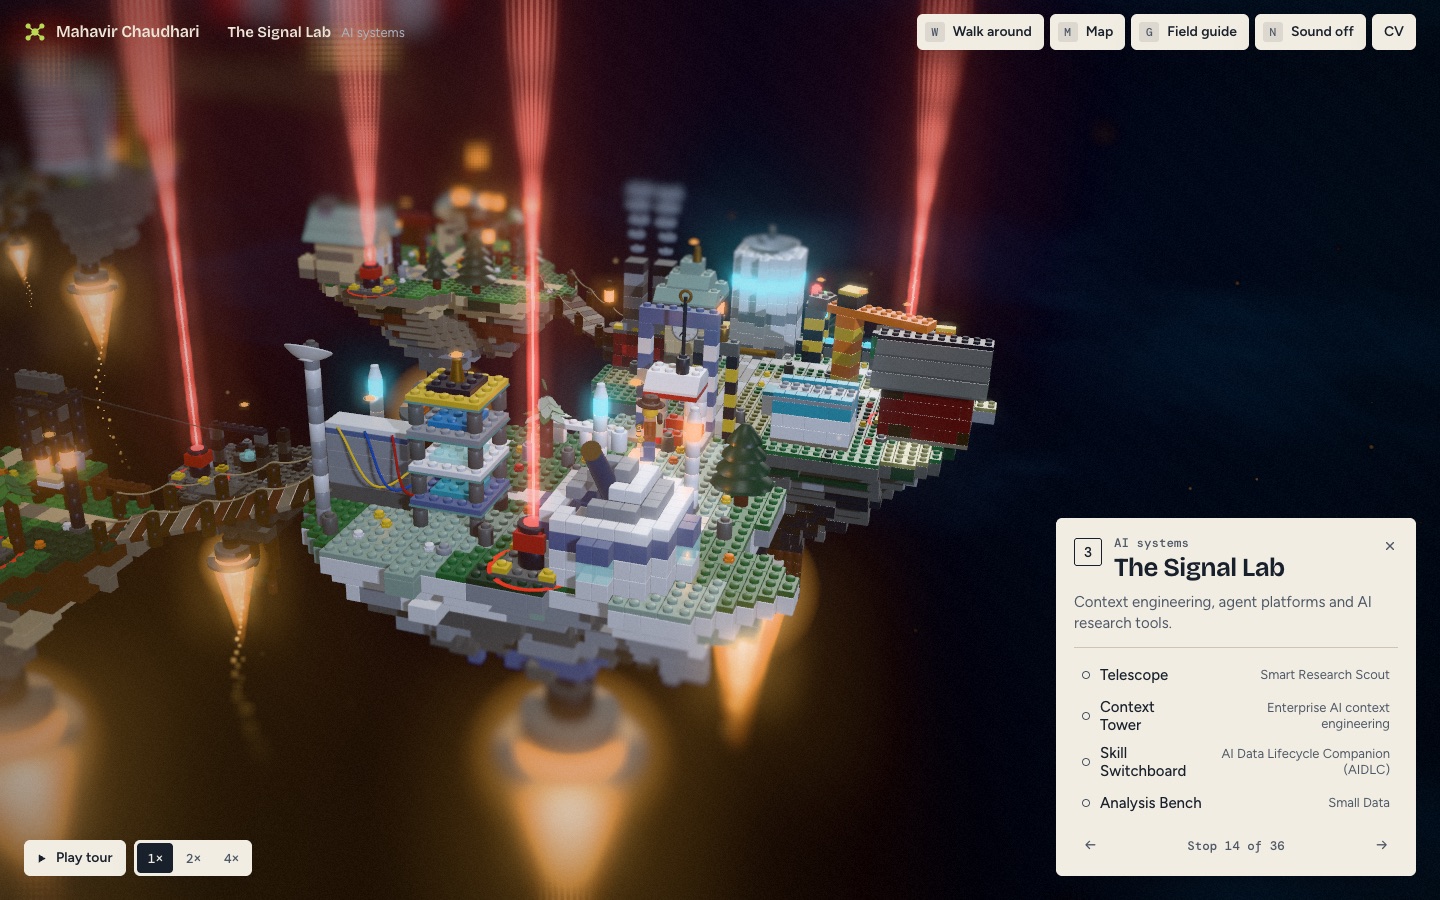 Mahavir Chaudhari
The Signal Lab AI systems
W Walk around
M Map
G Field guide
N Sound off
CV
3
AI systems
The Signal Lab
Context engineering, agent platforms and AI
research tools.
Telescope
Smart Research Scout
Context
Tower
Enterprise AI context
engineering
Skill
Switchboard
AI Data Lifecycle Companion
(AIDLC)
Analysis Bench
Small Data
Stop 14 of 36
Play tour
1× 2× 4×